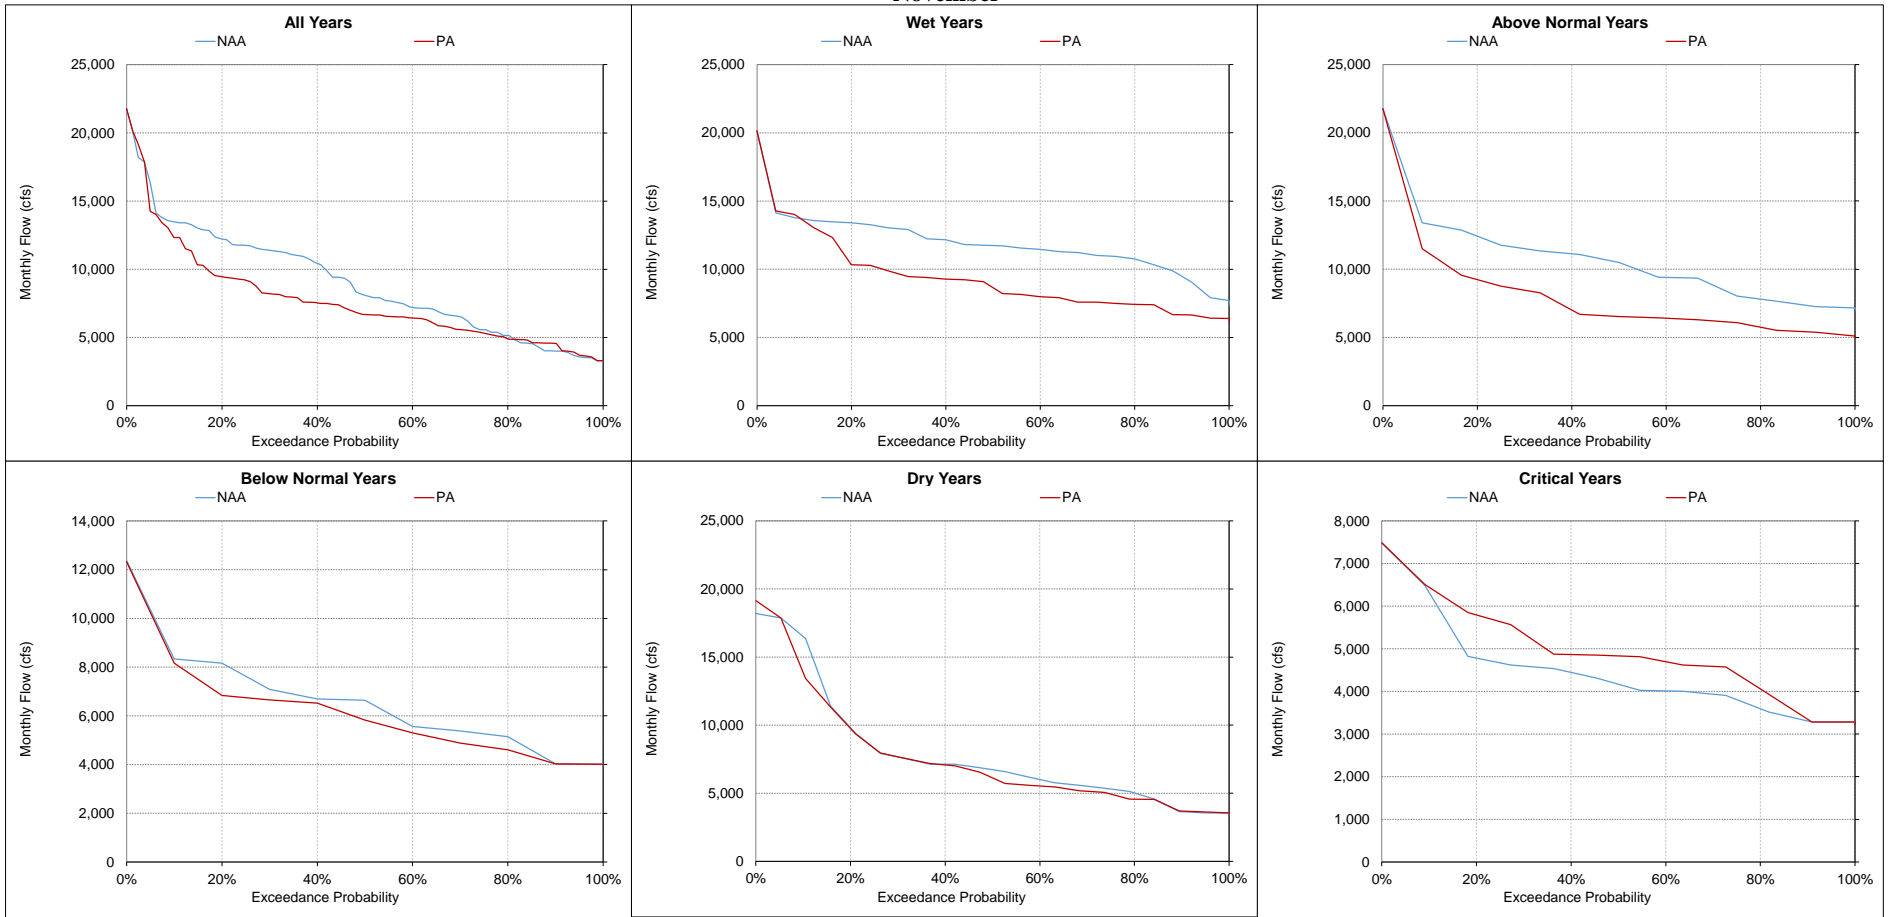 All Years
NAA PA
25,000
20,000
15,000
10,000
5,000
0
Monthly Flow (cfs)
0% 20% 40% 60% 80% 100%
Exceedance Probability
Wet Years
NAA PA
25,000
20,000
15,000
10,000
5,000
0
Monthly Flow (cfs)
0% 20% 40% 60% 80% 100%
Exceedance Probability
Above Normal Years
NAA PA
25,000
20,000
15,000
10,000
5,000
0
Monthly Flow (cfs)
0% 20% 40% 60% 80% 100%
Exceedance Probability
Below Normal Years
NAA PA
14,000
12,000
10,000
8,000
6,000
4,000
2,000
0
Monthly Flow (cfs)
0% 20% 40% 60% 80% 100%
Exceedance Probability
Dry Years
NAA PA
25,000
20,000
15,000
10,000
5,000
0
Monthly Flow (cfs)
0% 20% 40% 60% 80% 100%
Exceedance Probability
Critical Years
NAA PA
8,000
7,000
6,000
5,000
4,000
3,000
2,000
1,000
0
Monthly Flow (cfs)
0% 20% 40% 60% 80% 100%
Exceedance Probability